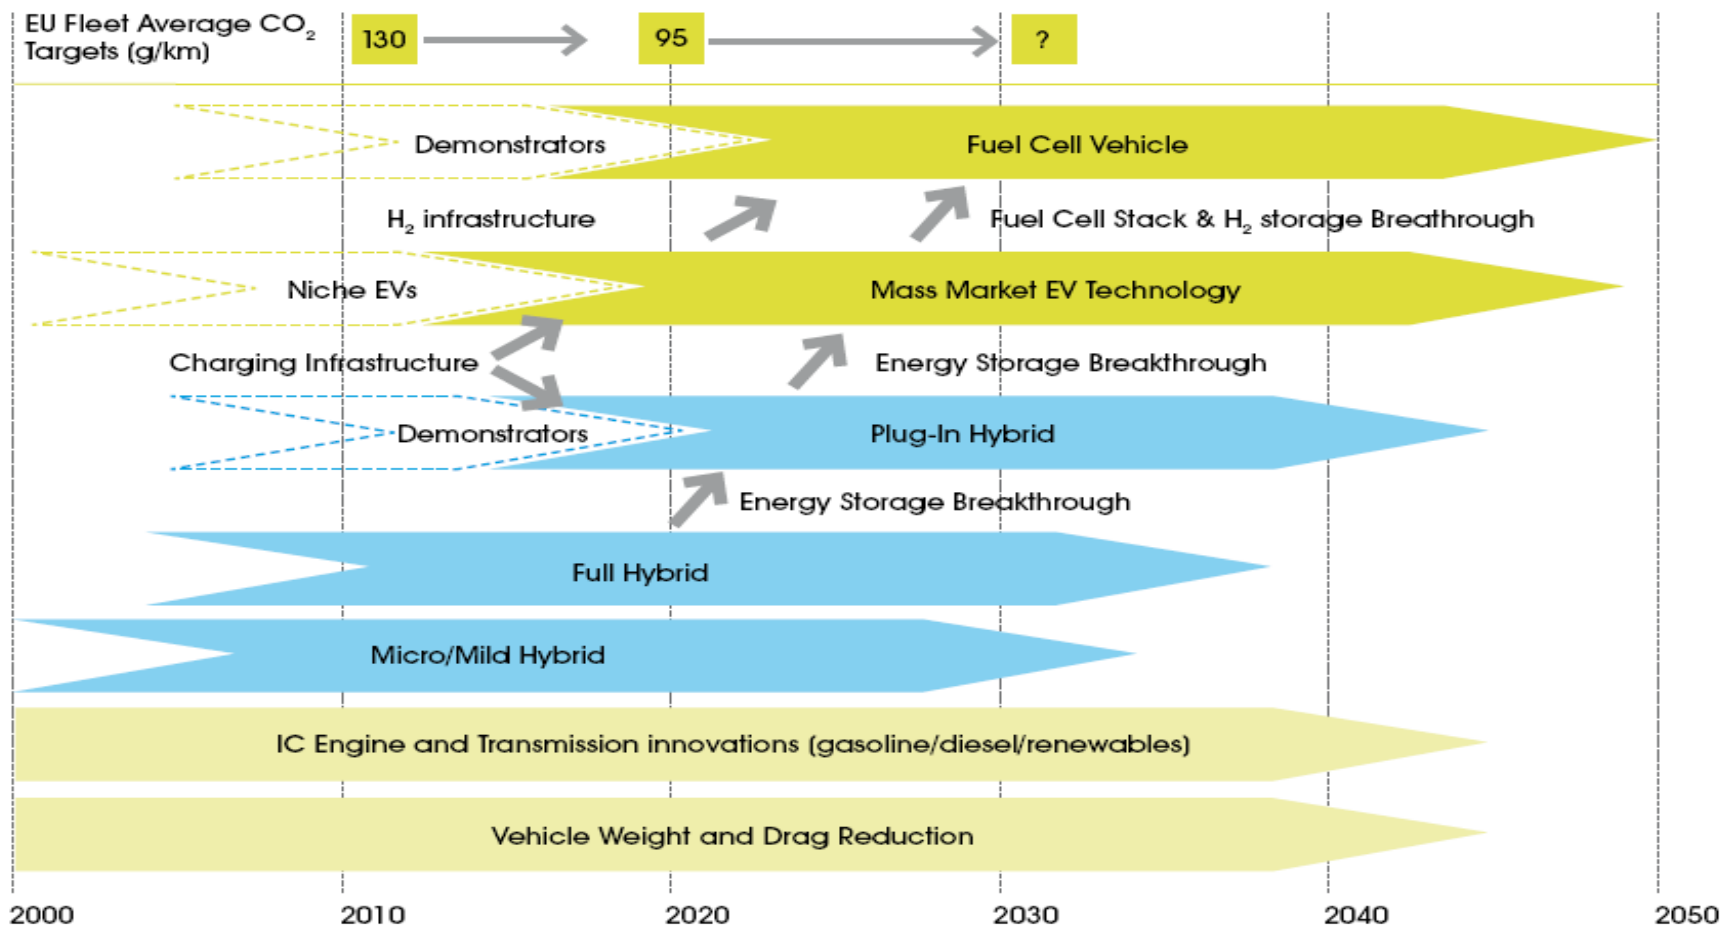 EU Fleet Average CO₂
Targets (g/km)
130
95
?
Demonstrators
Fuel Cell Vehicle
H₂ infrastructure
Fuel Cell Stack & H₂ storage Breathrough
Niche EVs
Mass Market EV Technology
Charging Infrastructure
Energy Storage Breakthrough
Demonstrators
Plug-In Hybrid
Energy Storage Breakthrough
Full Hybrid
Micro/Mild Hybrid
IC Engine and Transmission innovations (gasoline/diesel/renewables)
Vehicle Weight and Drag Reduction
2000
2010
2020
2030
2040
2050